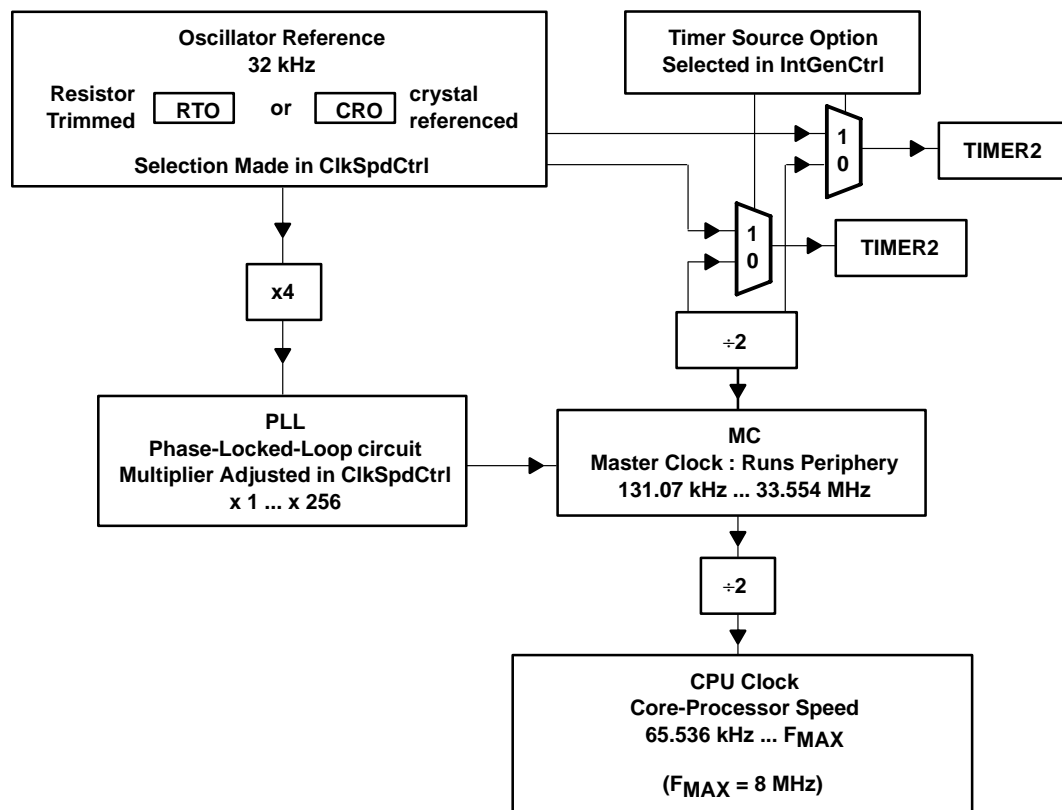 Oscillator Reference
32 kHz
Resistor
Trimmed
RTO
or
CRO
crystal
referenced
Selection Made in ClkSpdCtrl
Timer Source Option
Selected in IntGenCtrl
1
0
TIMER2
1
0
TIMER2
x4
÷2
PLL
Phase-Locked-Loop circuit
Multiplier Adjusted in ClkSpdCtrl
x 1 ... x 256
MC
Master Clock : Runs Periphery
131.07 kHz ... 33.554 MHz
÷2
CPU Clock
Core-Processor Speed
65.536 kHz ... FMAX
(FMAX = 8 MHz)